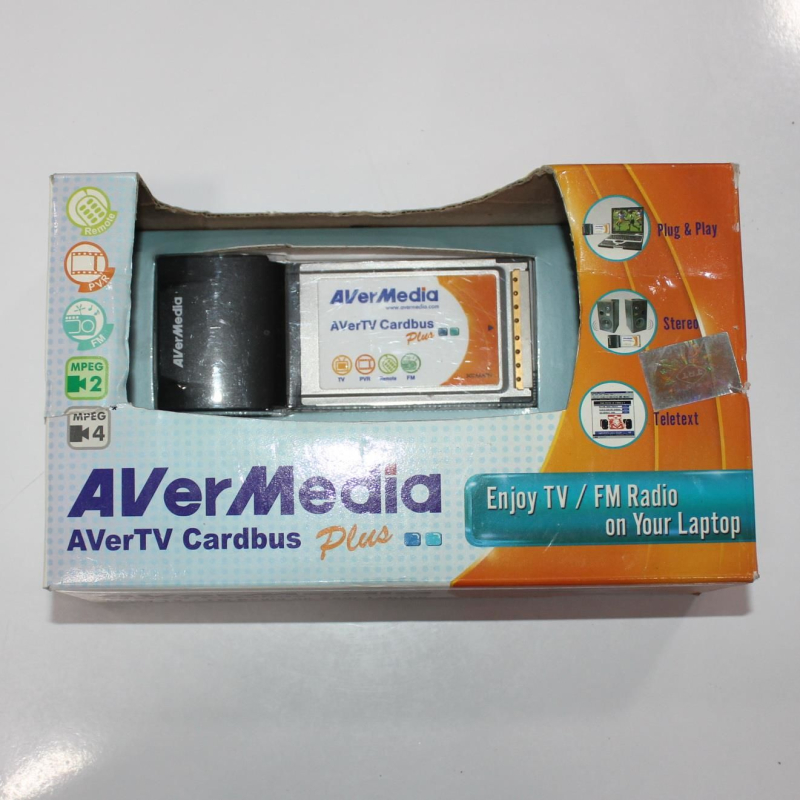 Remote
PVR
FM
MPEG
2
MPEG
4
AVerMedia
AVerMedia
www.avermedia.com
AVerTV Cardbus
Plus
TV PVR Remote FM
Plug & Play
Stereo
Teletext
AVerMedia
AVerTV Cardbus Plus
Enjoy TV / FM Radio
on Your Laptop